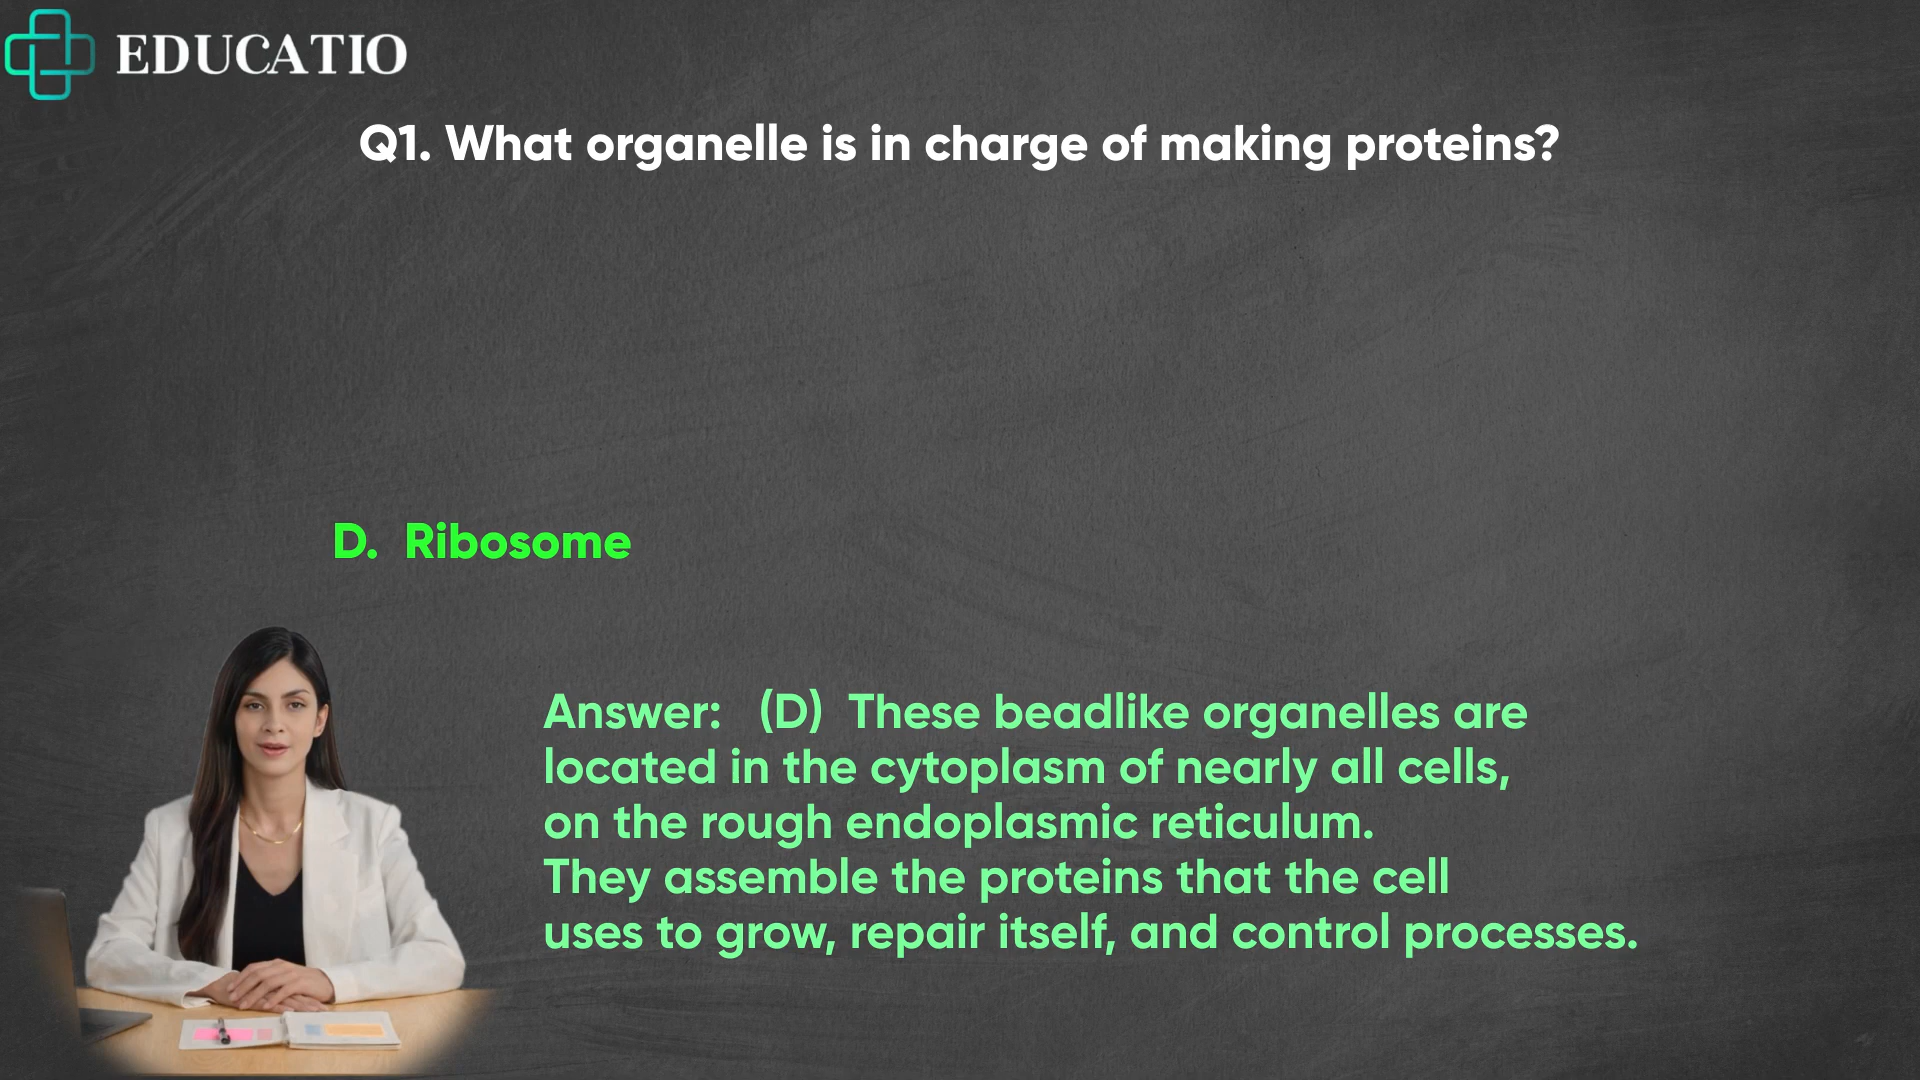 EDUCATIO
Q1. What organelle is in charge of making proteins?
D. Ribosome
Answer: (D) These beadlike organelles are
located in the cytoplasm of nearly all cells,
on the rough endoplasmic reticulum.
They assemble the proteins that the cell
uses to grow, repair itself, and control processes.